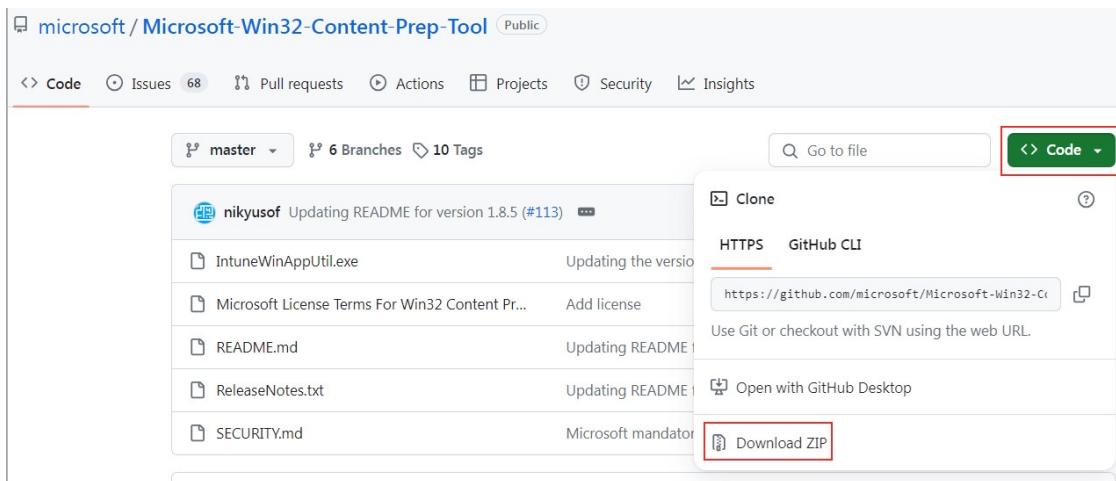 microsoft / Microsoft-Win32-Content-Prep-Tool Public
<> Code Issues 68 Pull requests Actions Projects Security Insights
master 6 Branches 10 Tags Go to file <> Code
nikyusof Updating README for version 1.8.5 (#113)
IntuneWinAppUtil.exe Updating the versio
Microsoft License Terms For Win32 Content Pr... Add license
README.md Updating README
ReleaseNotes.txt Updating README
SECURITY.md Microsoft mandator
Clone
HTTPS GitHub CLI
https://github.com/microsoft/Microsoft-Win32-Co
Use Git or checkout with SVN using the web URL.
Open with GitHub Desktop
Download ZIP